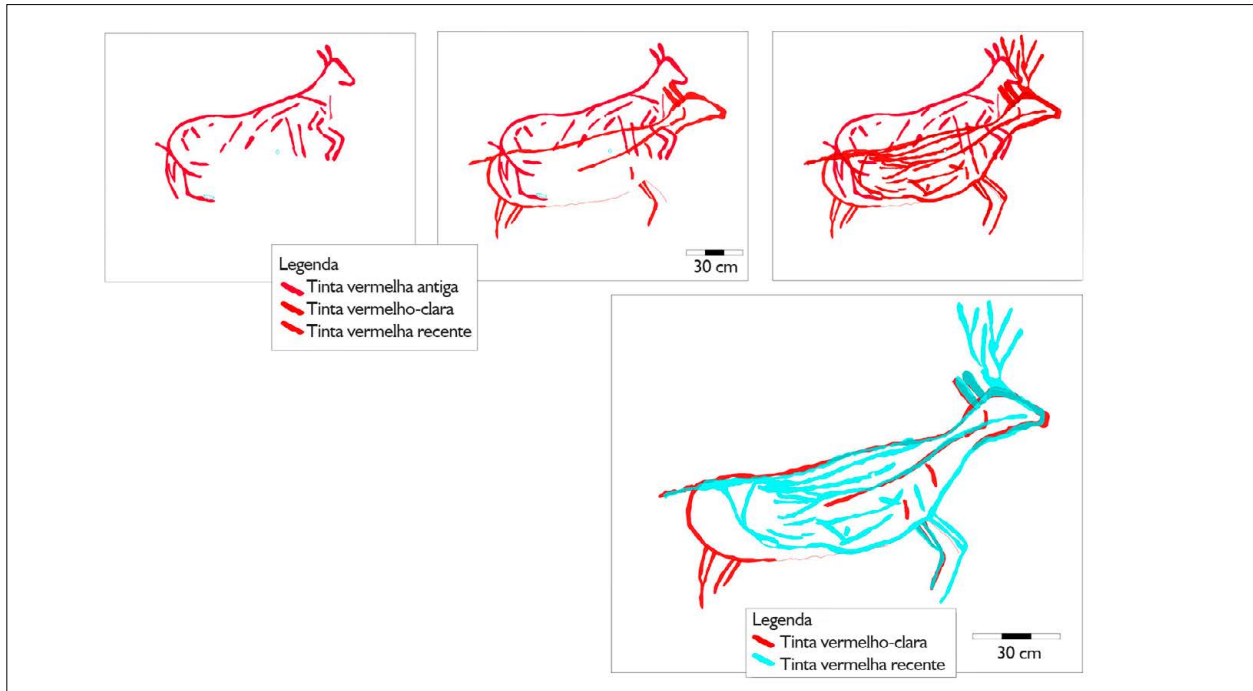 30 cm
Legenda
Tinta vermelha antiga
Tinta vermelho-clara
Tinta vermelha recente
Legenda
Tinta vermelho-clara
Tinta vermelha recente
30 cm